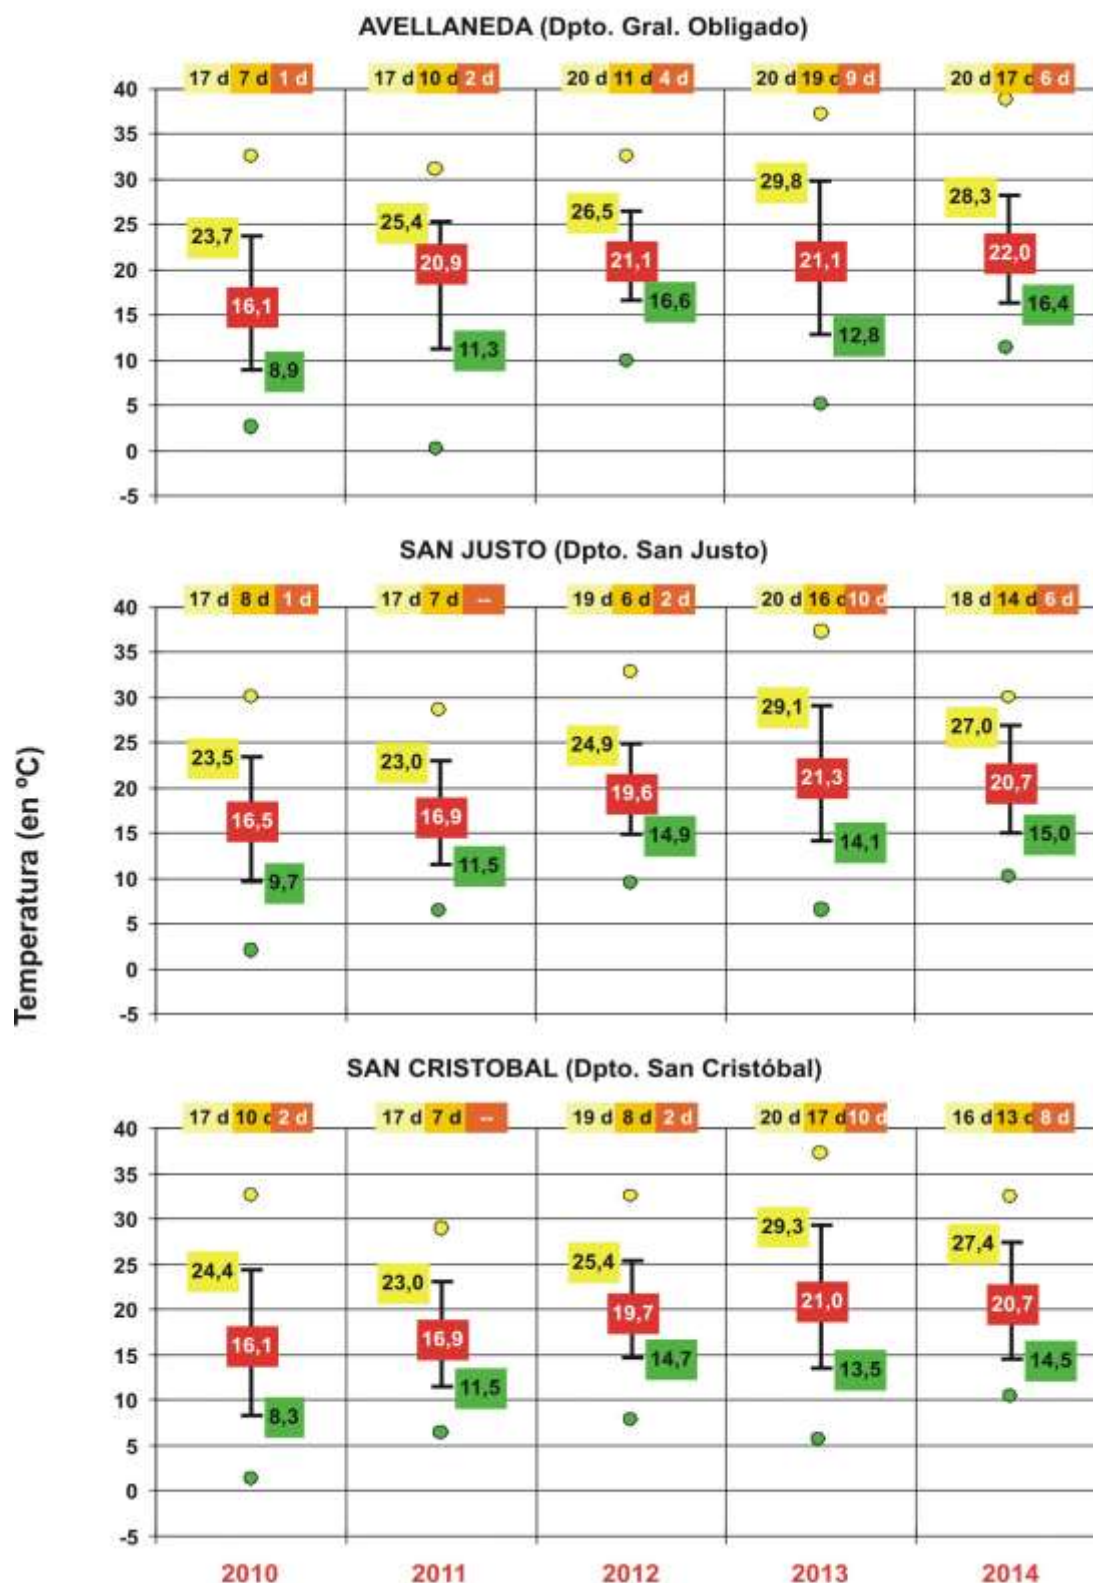 AVELLANEDA (Dpto. Gral. Obligado)
17 d 7 d 1 d 17 d 10 d 2 d 20 d 11 d 4 d 20 d 19 d 9 d 20 d 17 d 6 d
40
35
30
25
20
15
10
5
0
-5
23,7 16,1 8,9
25,4 20,9 11,3
26,5 21,1 16,6
29,8 21,1 12,8
28,3 22,0 16,4
SAN JUSTO (Dpto. San Justo)
17 d 8 d 1 d 17 d 7 d -- 19 d 6 d 2 d 20 d 16 d 10 d 18 d 14 d 6 d
40
35
30
25
20
15
10
5
0
-5
23,5 16,5 9,7
23,0 16,9 11,5
24,9 19,6 14,9
29,1 21,3 14,1
27,0 20,7 15,0
Temperatura (en ºC)
SAN CRISTOBAL (Dpto. San Cristóbal)
17 d 10 d 2 d 17 d 7 d -- 19 d 8 d 2 d 20 d 17 d 10 d 16 d 13 d 8 d
40
35
30
25
20
15
10
5
0
-5
24,4 16,1 8,3
23,0 16,9 11,5
25,4 19,7 14,7
29,3 21,0 13,5
27,4 20,7 14,5
2010 2011 2012 2013 2014